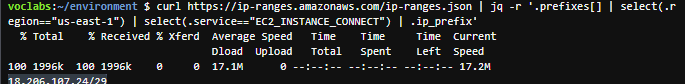 voclabs:~/environment $ curl https://ip-ranges.amazonaws.com/ip-ranges.json | jq -r '.prefixes[] | select(.r
egion=="us-east-1") | select(.service=="EC2_INSTANCE_CONNECT") | .ip_prefix'
  % Total    % Received % Xferd  Average Speed   Time    Time     Time  Current
                                 Dload  Upload   Total   Spent    Left  Speed
100 1996k  100 1996k    0     0  17.1M      0 --:--:-- --:--:-- --:--:-- 17.2M
18.206.107.24/29